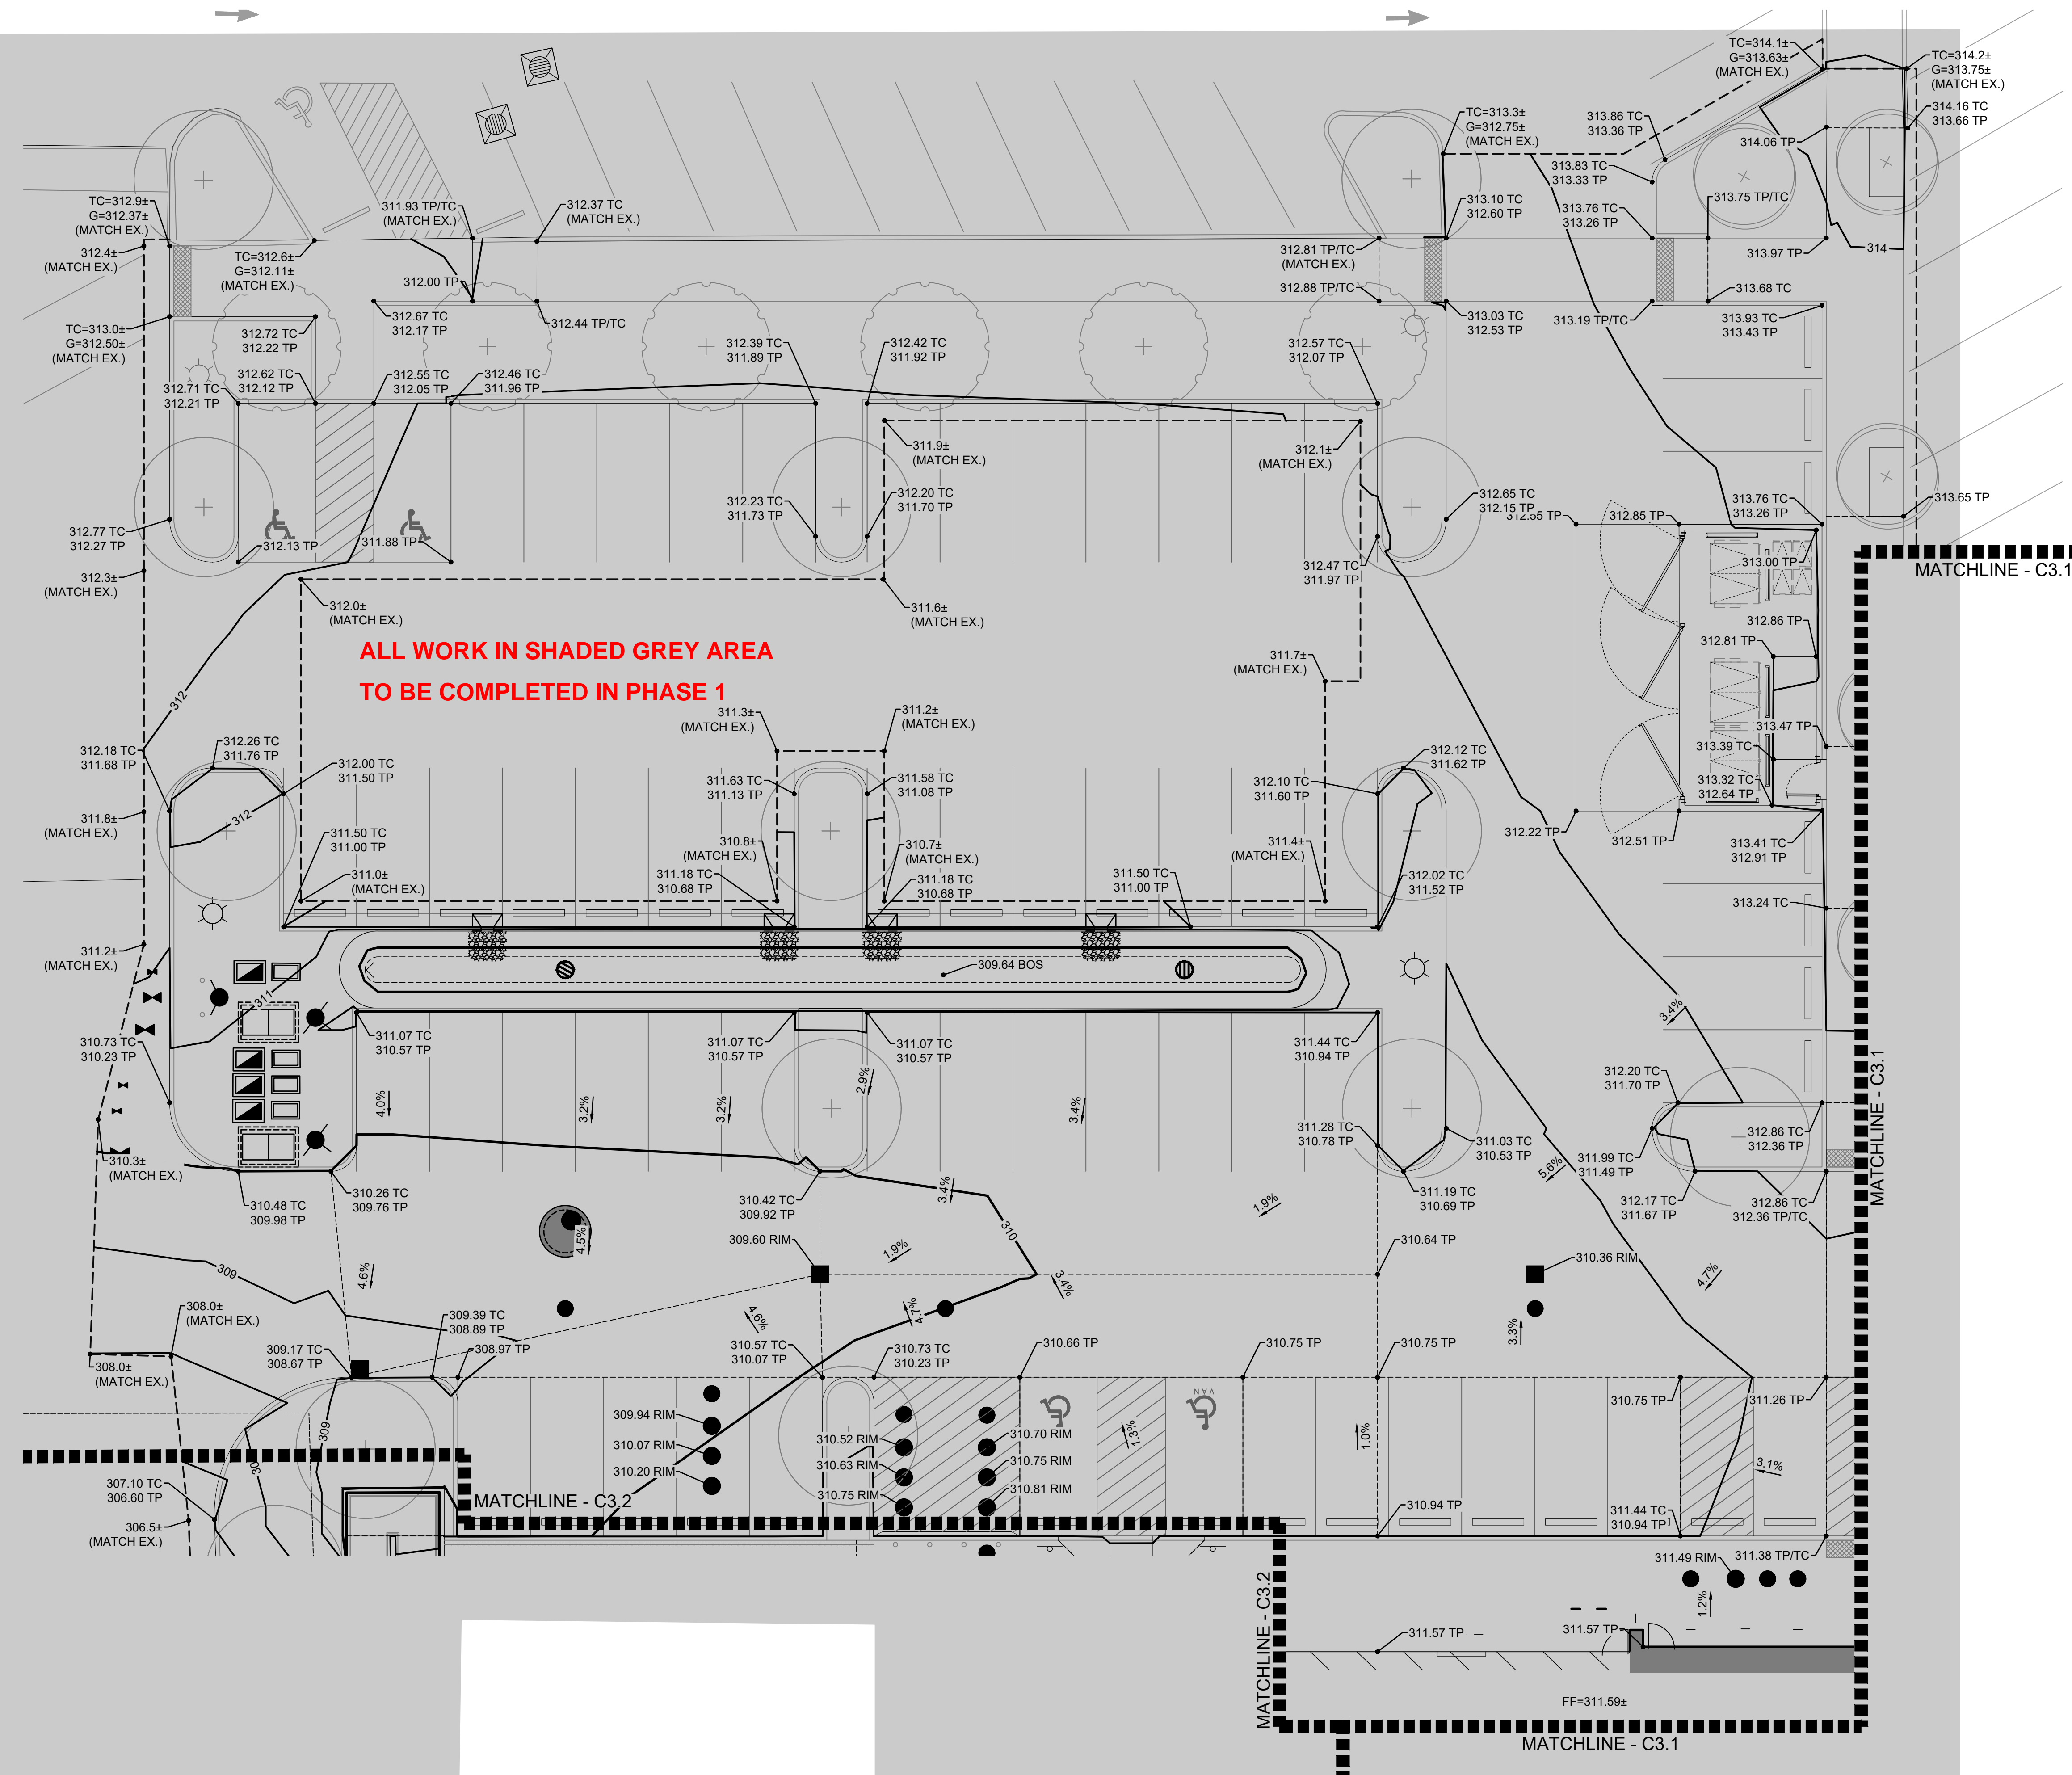 TC=314.1±
G=313.63±
(MATCH EX.)
TC=314.2±
G=313.75±
(MATCH EX.)
314.16 TC
313.66 TP
TC=313.3±
G=312.75±
(MATCH EX.)
313.86 TC
313.36 TP
314.06 TP
313.83 TC
313.33 TP
313.75 TP/TC
TC=312.9±
G=312.37±
(MATCH EX.)
311.93 TP/TC
(MATCH EX.)
312.37 TC
(MATCH EX.)
313.10 TC
312.60 TP
313.76 TC
313.26 TP
312.4±
(MATCH EX.)
TC=312.6±
G=312.11±
(MATCH EX.)
312.81 TP/TC
(MATCH EX.)
313.97 TP
314
312.00 TP
312.88 TP/TC
313.68 TC
TC=313.0±
G=312.50±
(MATCH EX.)
312.72 TC
312.22 TP
312.67 TC
312.17 TP
312.44 TP/TC
313.03 TC
312.53 TP
313.19 TP/TC
313.93 TC
313.43 TP
312.39 TC
311.89 TP
312.42 TC
311.92 TP
312.57 TC
312.07 TP
312.71 TC
312.21 TP
312.62 TC
312.12 TP
312.55 TC
312.05 TP
312.46 TC
311.96 TP
311.9±
(MATCH EX.)
312.1±
(MATCH EX.)
312.77 TC
312.27 TP
312.23 TC
311.73 TP
312.20 TC
311.70 TP
312.65 TC
312.15 TP
312.55 TP
312.85 TP
313.76 TC
313.26 TP
313.65 TP
312.13 TP
311.88 TP
312.47 TC
311.97 TP
313.00 TP
MATCHLINE - C3.1
312.3±
(MATCH EX.)
312.0±
(MATCH EX.)
311.6±
(MATCH EX.)
312.86 TP
312.81 TP
ALL WORK IN SHADED GREY AREA
TO BE COMPLETED IN PHASE 1
312
311.7±
(MATCH EX.)
311.3±
(MATCH EX.)
311.2±
(MATCH EX.)
313.47 TP
313.39 TC
312.18 TC
311.68 TP
312.26 TC
311.76 TP
312.00 TC
311.50 TP
311.63 TC
311.13 TP
311.58 TC
311.08 TP
312.10 TC
311.60 TP
312.12 TC
311.62 TP
313.32 TC
312.64 TP
311.8±
(MATCH EX.)
312
311.50 TC
311.00 TP
310.8±
(MATCH EX.)
310.7±
(MATCH EX.)
311.4±
(MATCH EX.)
312.22 TP
312.51 TP
313.41 TC
312.91 TP
311.0±
(MATCH EX.)
311.18 TC
310.68 TP
311.18 TC
310.68 TP
311.50 TC
311.00 TP
312.02 TC
311.52 TP
313.24 TC
311.2±
(MATCH EX.)
309.64 BOS
311
3.4%
310.73 TC
310.23 TP
311.07 TC
310.57 TP
311.07 TC
310.57 TP
311.07 TC
310.57 TP
311.44 TC
310.94 TP
312.20 TC
311.70 TP
4.0%
3.2%
3.2%
2.9%
3.4%
MATCHLINE - C3.1
311.28 TC
310.78 TP
311.03 TC
310.53 TP
312.86 TC
312.36 TP
310.3±
(MATCH EX.)
5.6%
311.99 TC
311.49 TP
310.48 TC
309.98 TP
310.26 TC
309.76 TP
310.42 TC
309.92 TP
3.4%
1.9%
311.19 TC
310.69 TP
312.17 TC
311.67 TP
312.86 TC
312.36 TP/TC
4.5%
309.60 RIM
1.9%
310
310.64 TP
310.36 RIM
309
4.6%
3.4%
4.7%
308.0±
(MATCH EX.)
309.39 TC
308.89 TP
4.6%
4.7%
3.3%
309.17 TC
308.67 TP
308.97 TP
310.57 TC
310.07 TP
310.73 TC
310.23 TP
310.66 TP
310.75 TP
310.75 TP
308.0±
(MATCH EX.)
VAN
310.75 TP
311.26 TP
309
309.94 RIM
310.07 RIM
310.20 RIM
310.52 RIM
310.63 RIM
310.75 RIM
310.70 RIM
310.75 RIM
310.81 RIM
1.3%
1.0%
3.1%
307.10 TC
306.60 TP
MATCHLINE - C3.2
310.94 TP
311.44 TC
310.94 TP
306.5±
(MATCH EX.)
311.49 RIM
311.38 TP/TC
1.2%
MATCHLINE - C3.2
311.57 TP
311.57 TP
FF=311.59±
MATCHLINE - C3.1